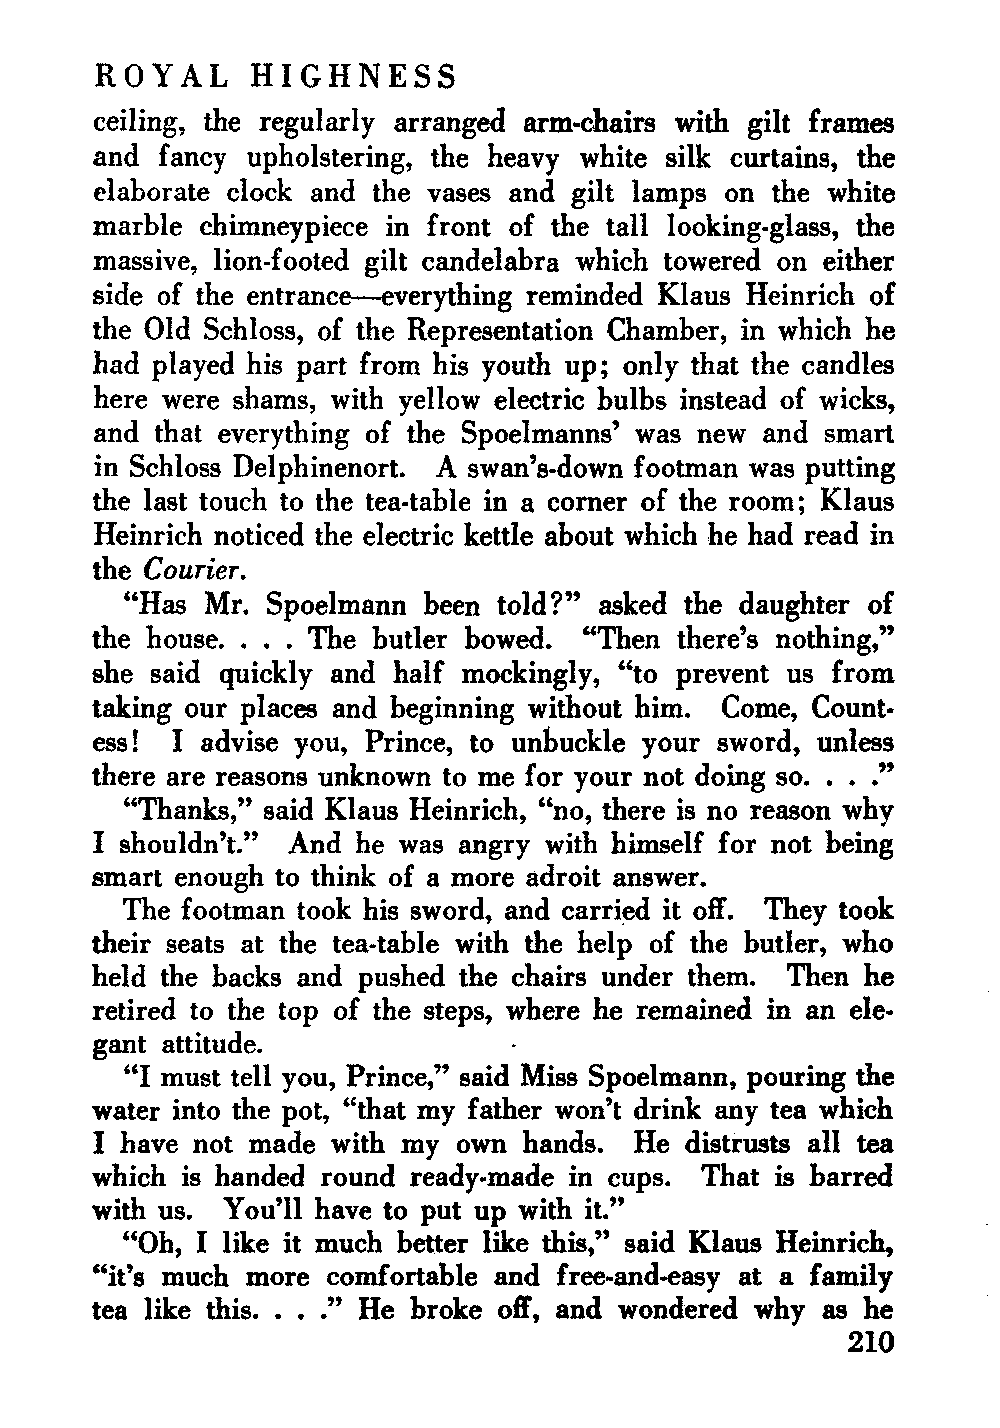 ROYAL HIGHNESS
ceiling, the regularly arranged arm-chairs with gilt frames
and fancy upholstering, the heavy white silk curtains, the
elaborate clock and the vases and gilt lamps on the white
marble chimneypiece in front of the tall looking-glass, the
massive, lion-footed gilt candelabra which towered on either
side of the entrance—everything reminded Klaus Heinrich of
the Old Schloss, of the Representation Chamber, in which he
had played his part from his youth up; only that the candles
here were shams, with yellow electric bulbs instead of wicks,
and that everything of the Spoelmanns’ was new and smart
in Schloss Delphinenort. A swan’s-down footman was putting
the last touch to the tea-table in a corner of the room; Klaus
Heinrich noticed the electric kettle about which he had read in
the Courier.
“Has Mr. Spoelmann been told?” asked the daughter of
the house. . . . The butler bowed. “Then there’s nothing,”
she said quickly and half mockingly, “to prevent us from
taking our places and beginning without him. Come, Count-
ess! I advise you, Prince, to unbuckle your sword, unless
there are reasons unknown to me for your not doing so. . . .”
“Thanks,” said Klaus Heinrich, “no, there is no reason why
I shouldn’t.” And he was angry with himself for not being
smart enough to think of a more adroit answer.
The footman took his sword, and carried it off. They took
their seats at the tea-table with the help of the butler, who
held the backs and pushed the chairs under them. Then he
retired to the top of the steps, where he remained in an ele-
gant attitude.
“I must tell you, Prince,” said Miss Spoelmann, pouring the
water into the pot, “that my father won’t drink any tea which
I have not made with my own hands. He distrusts all tea
which is handed round ready-made in cups. That is barred
with us. You’ll have to put up with it.”
“Oh, I like it much better like this,” said Klaus Heinrich,
“it’s much more comfortable and free-and-easy at a family
tea like this. . . .” He broke off, and wondered why as he
210